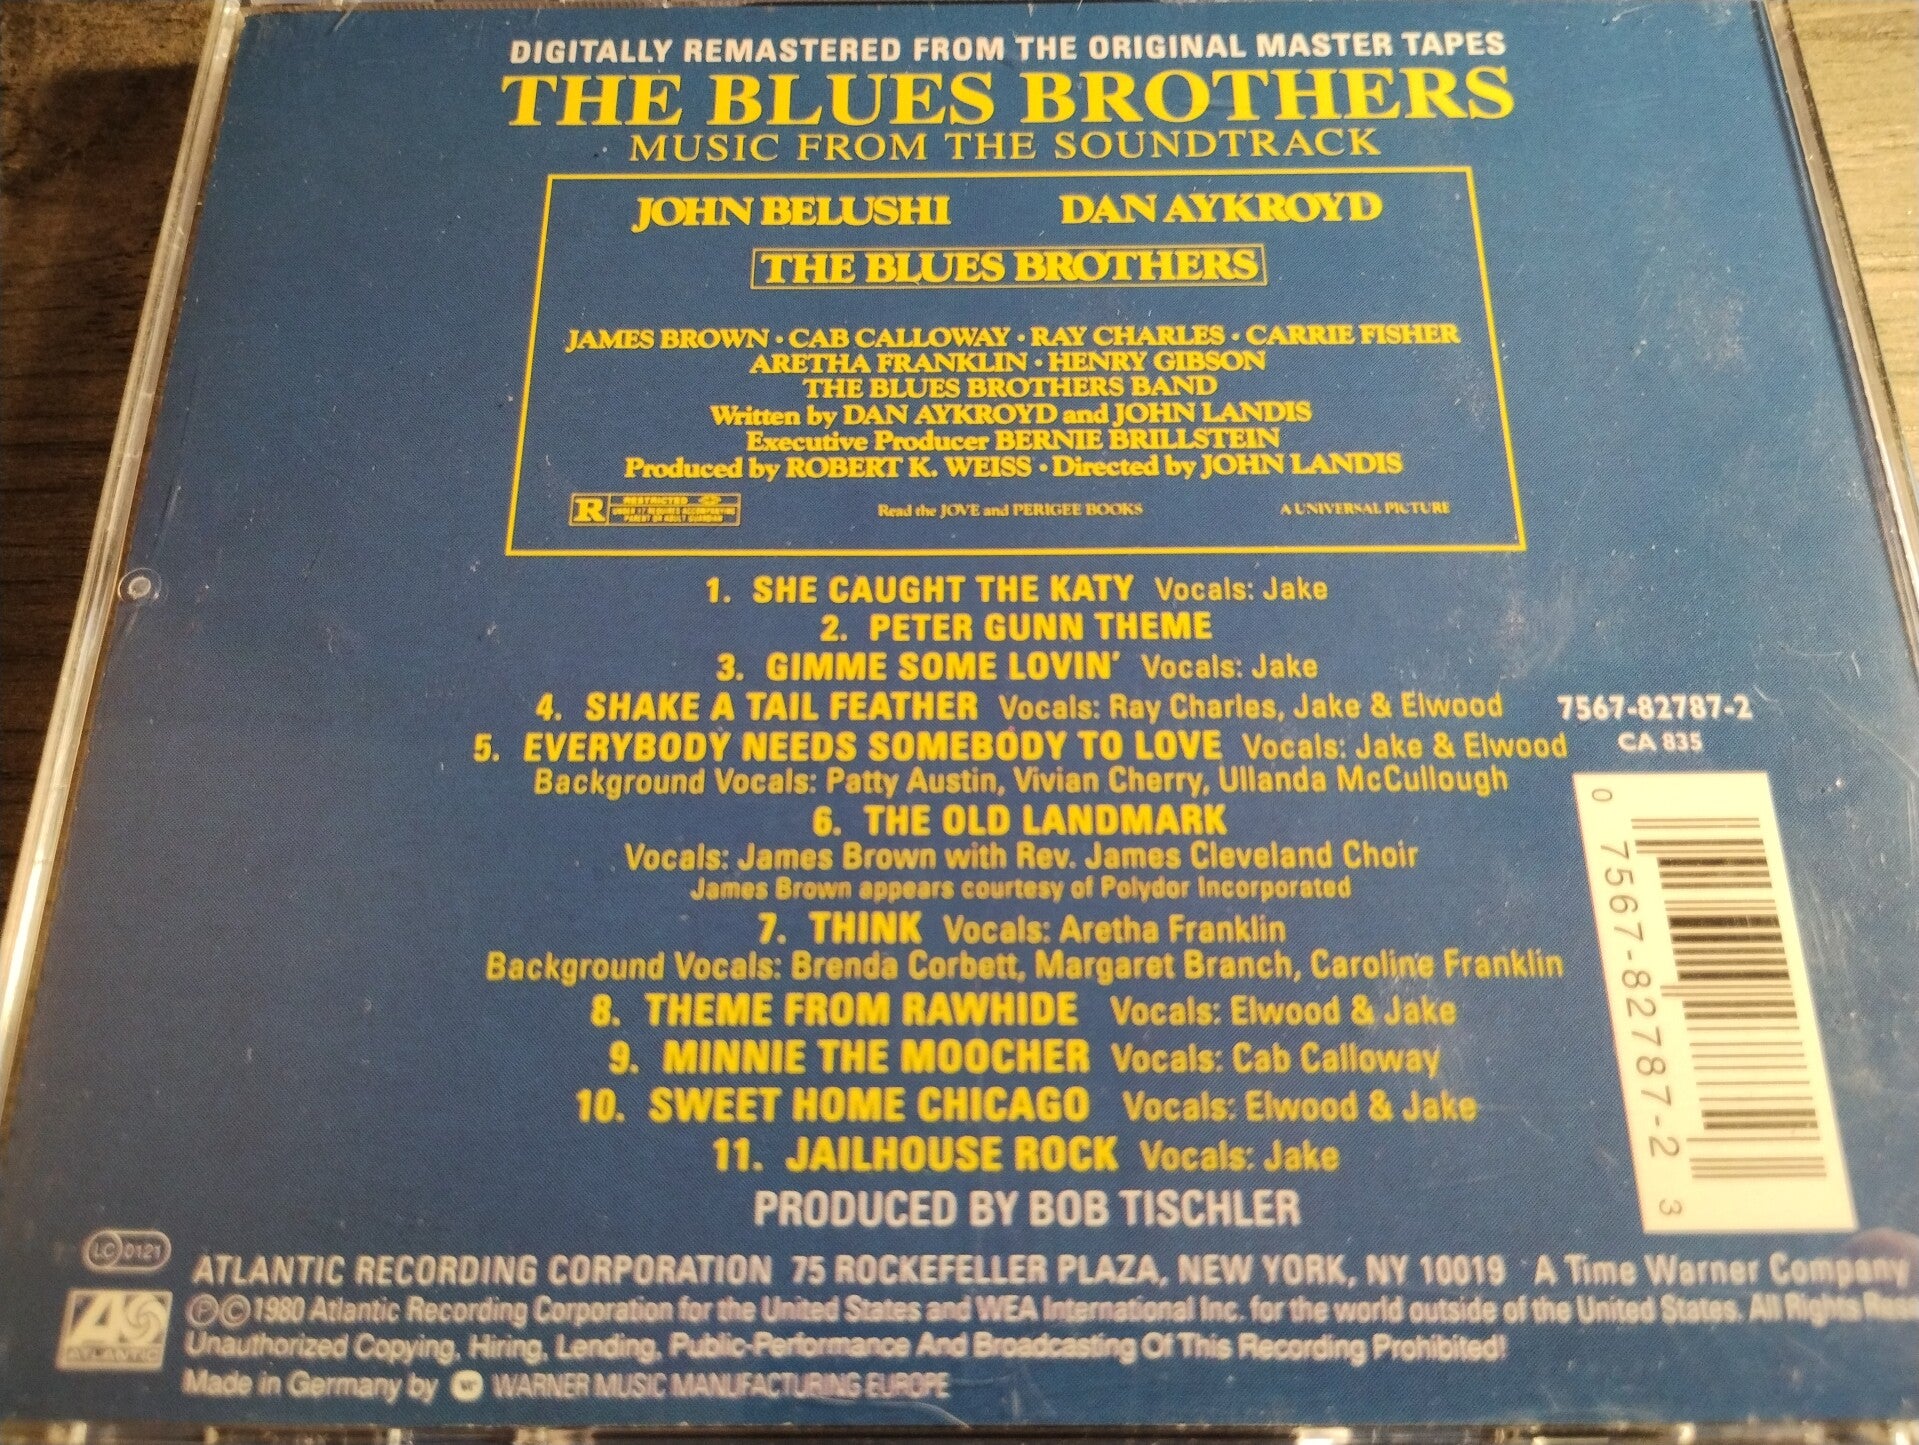 DIGITALLY REMASTERED FROM THE ORIGINAL MASTER TAPES
THE BLUES BROTHERS
MUSIC FROM THE SOUNDTRACK
JOHN BELUSHI DAN AYKROYD
THE BLUES BROTHERS
JAMES BROWN · CAB CALLOWAY · RAY CHARLES · CARRIE FISHER
ARETHA FRANKLIN · HENRY GIBSON
THE BLUES BROTHERS BAND
Written by DAN AYKROYD and JOHN LANDIS
Executive Producer BERNIE BRILLSTEIN
Produced by ROBERT K. WEISS · Directed by JOHN LANDIS
R RESTRICTED
UNDER 17 REQUIRES ACCOMPANYING
PARENT OR ADULT GUARDIAN
Read the JOVE and PERIGEE BOOKS
A UNIVERSAL PICTURE
1. SHE CAUGHT THE KATY Vocals: Jake
2. PETER GUNN THEME
3. GIMME SOME LOVIN' Vocals: Jake
4. SHAKE A TAIL FEATHER Vocals: Ray Charles, Jake & Elwood
5. EVERYBODY NEEDS SOMEBODY TO LOVE Vocals: Jake & Elwood
Background Vocals: Patty Austin, Vivian Cherry, Ullanda McCullough
6. THE OLD LANDMARK
Vocals: James Brown with Rev. James Cleveland Choir
James Brown appears courtesy of Polydor Incorporated
7. THINK Vocals: Aretha Franklin
Background Vocals: Brenda Corbett, Margaret Branch, Caroline Franklin
8. THEME FROM RAWHIDE Vocals: Elwood & Jake
9. MINNIE THE MOOCHER Vocals: Cab Calloway
10. SWEET HOME CHICAGO Vocals: Elwood & Jake
11. JAILHOUSE ROCK Vocals: Jake
PRODUCED BY BOB TISCHLER
7567-82787-2
CA 835
0 7567-82787-2 3
LC 0121
ATLANTIC RECORDING CORPORATION 75 ROCKEFELLER PLAZA, NEW YORK, NY 10019 A Time Warner Company
ATLANTIC
℗©1980 Atlantic Recording Corporation for the United States and WEA International Inc. for the world outside of the United States. All Rights Rese
Unauthorized Copying, Hiring, Lending, Public-Performance And Broadcasting Of This Recording Prohibited!
Made in Germany by WARNER MUSIC MANUFACTURING EUROPE